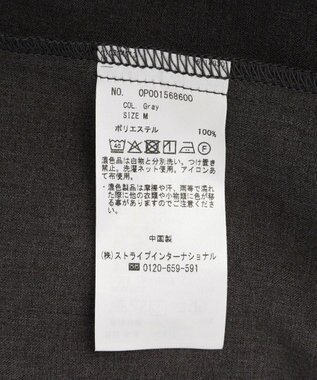 NO. OP001568600
COL. Gray
SIZE M
ポリエステル 100%
・濃色品は白物と分別洗い。つけ置き
禁止。洗濯ネット使用。アイロンあ
て布使用。
・濃色製品は摩擦や汗、雨等で濡れ
た際に他の衣類や小物類に色が移
る事がありますのでご注意くださ
い。
中国製
(株)ストライプインターナショナル
0120-659-591